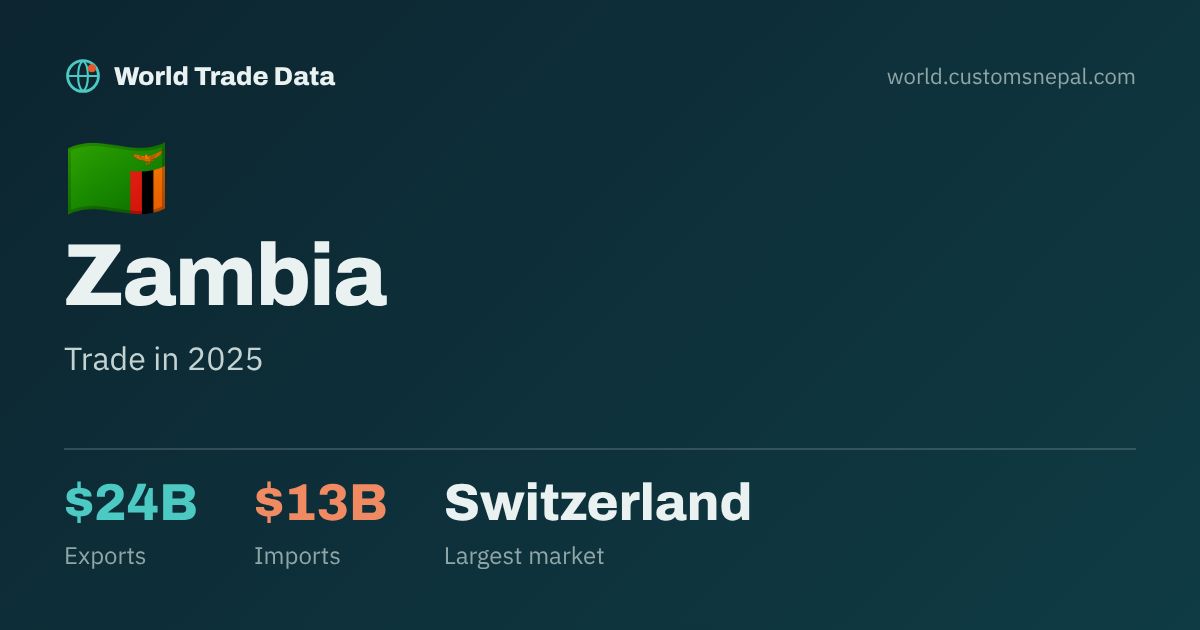 World Trade Data
world.customsnepal.com
Zambia
Trade in 2025
$24B
Exports
$13B
Imports
Switzerland
Largest market